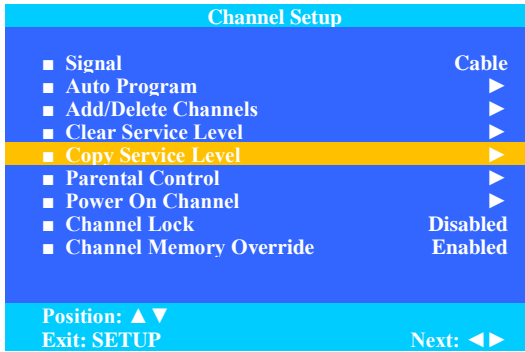 Channel Setup
■ Signal Cable
■ Auto Program ►
■ Add/Delete Channels ►
■ Clear Service Level ►
■ Copy Service Level ►
■ Parental Control ►
■ Power On Channel ►
■ Channel Lock Disabled
■ Channel Memory Override Enabled
Position: ▲▼
Exit: SETUP Next: ◄►